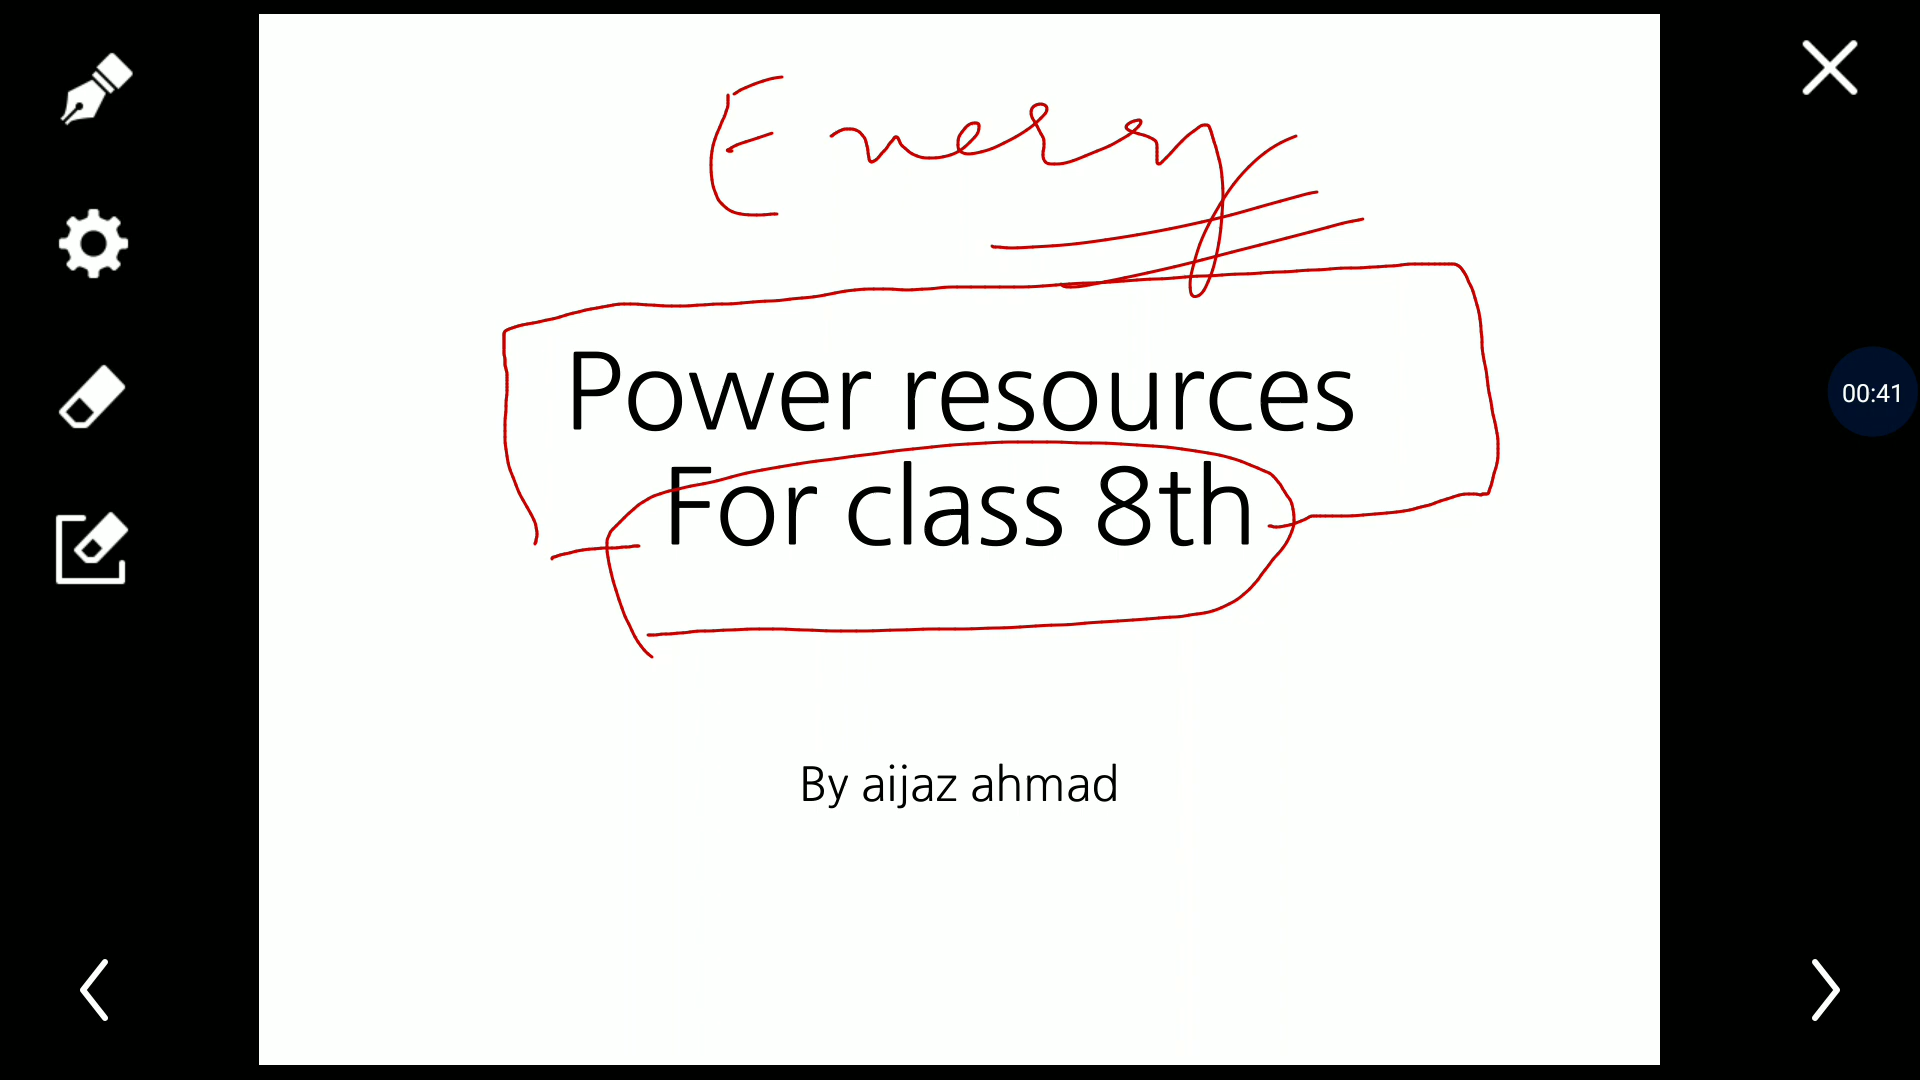 Energy
Power resources
For class 8th
00:41
By aijaz ahmad